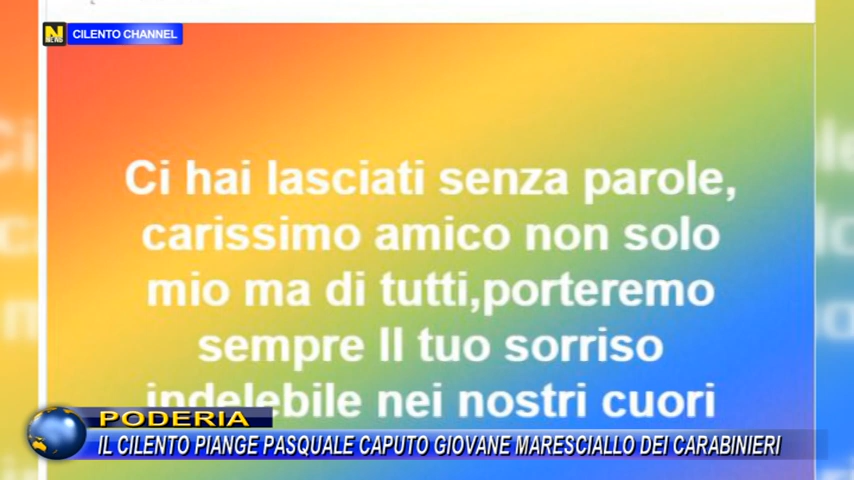 N
CILENTO CHANNEL
Ci hai lasciati senza parole,
carissimo amico non solo
mio ma di tutti,porteremo
sempre Il tuo sorriso
indelebile nei nostri cuori
PODERIA
IL CILENTO PIANGE PASQUALE CAPUTO GIOVANE MARESCIALLO DEI CARABINIERI